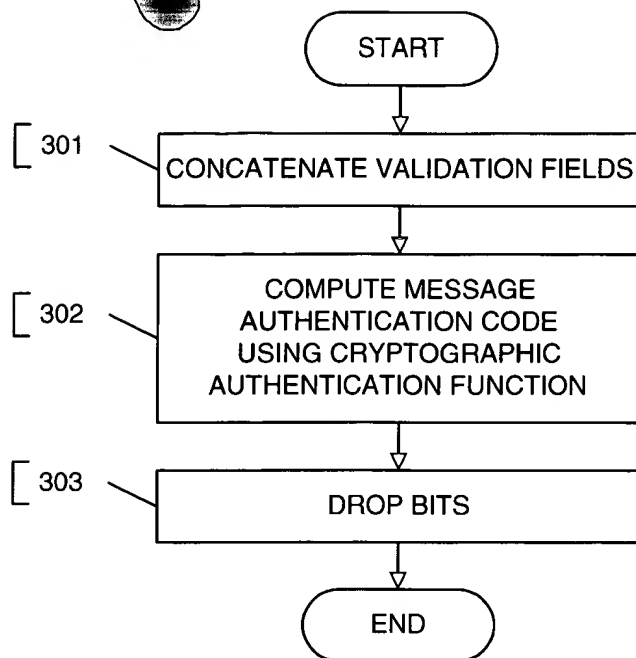 START
301
CONCATENATE VALIDATION FIELDS
302
COMPUTE MESSAGE
AUTHENTICATION CODE
USING CRYPTOGRAPHIC
AUTHENTICATION FUNCTION
303
DROP BITS
END